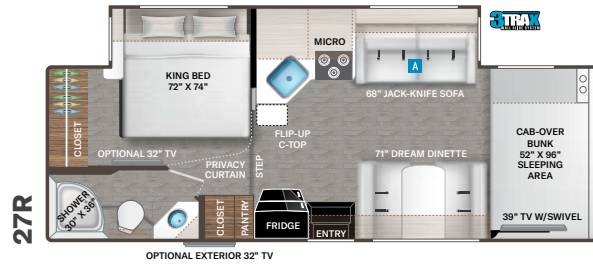 3TRAX
MICRO
KING BED
72" X 74"
A
68" JACK-KNIFE SOFA
CLOSET
FLIP-UP
C-TOP
CAB-OVER
BUNK
52" X 96"
SLEEPING
AREA
OPTIONAL 32" TV
71" DREAM DINETTE
PRIVACY
CURTAIN
STEP
SHOWER
30" X 36"
CLOSET
PANTRY
FRIDGE
ENTRY
39" TV W/SWIVEL
27R
OPTIONAL EXTERIOR 32" TV